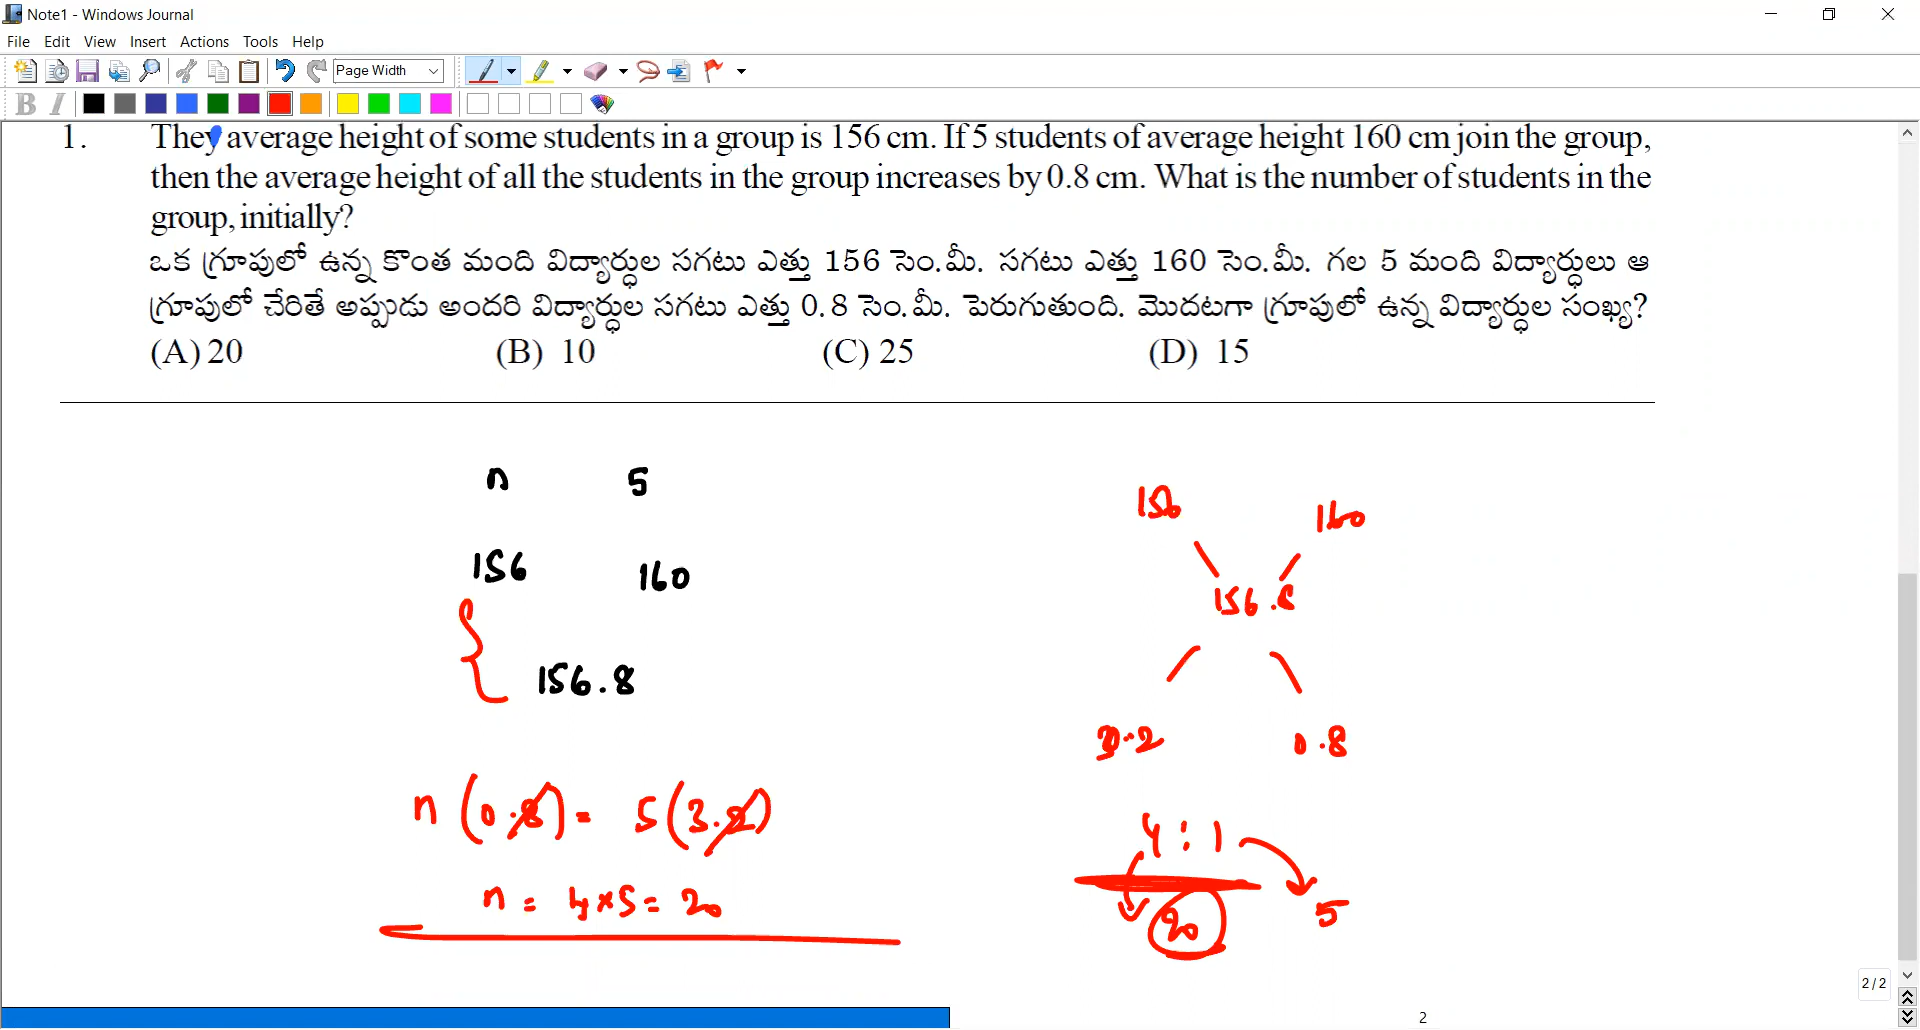 Note1 - Windows Journal
File Edit View Insert Actions Tools Help
Page Width
B I
1. They average height of some students in a group is 156 cm. If 5 students of average height 160 cm join the group,
then the average height of all the students in the group increases by 0.8 cm. What is the number of students in the
group, initially?
ఒక గ్రూపులో ఉన్న కొంత మంది విద్యార్ధుల సగటు ఎత్తు 156 సెం.మీ. సగటు ఎత్తు 160 సెం.మీ. గల 5 మంది విద్యార్ధులు ఆ
గ్రూపులో చేరితే అప్పుడు అందరి విద్యార్ధుల సగటు ఎత్తు 0.8 సెం.మీ. పెరుగుతుంది. మొదటగా గ్రూపులో ఉన్న విద్యార్ధుల సంఖ్య?
(A) 20 (B) 10 (C) 25 (D) 15
n 5
156 160
156.8
n (0.8) = 5 (3.2)
n = 4 x 5 = 20
156 160
156.8
3.2 0.8
4 : 1
20 5
2 / 2
2